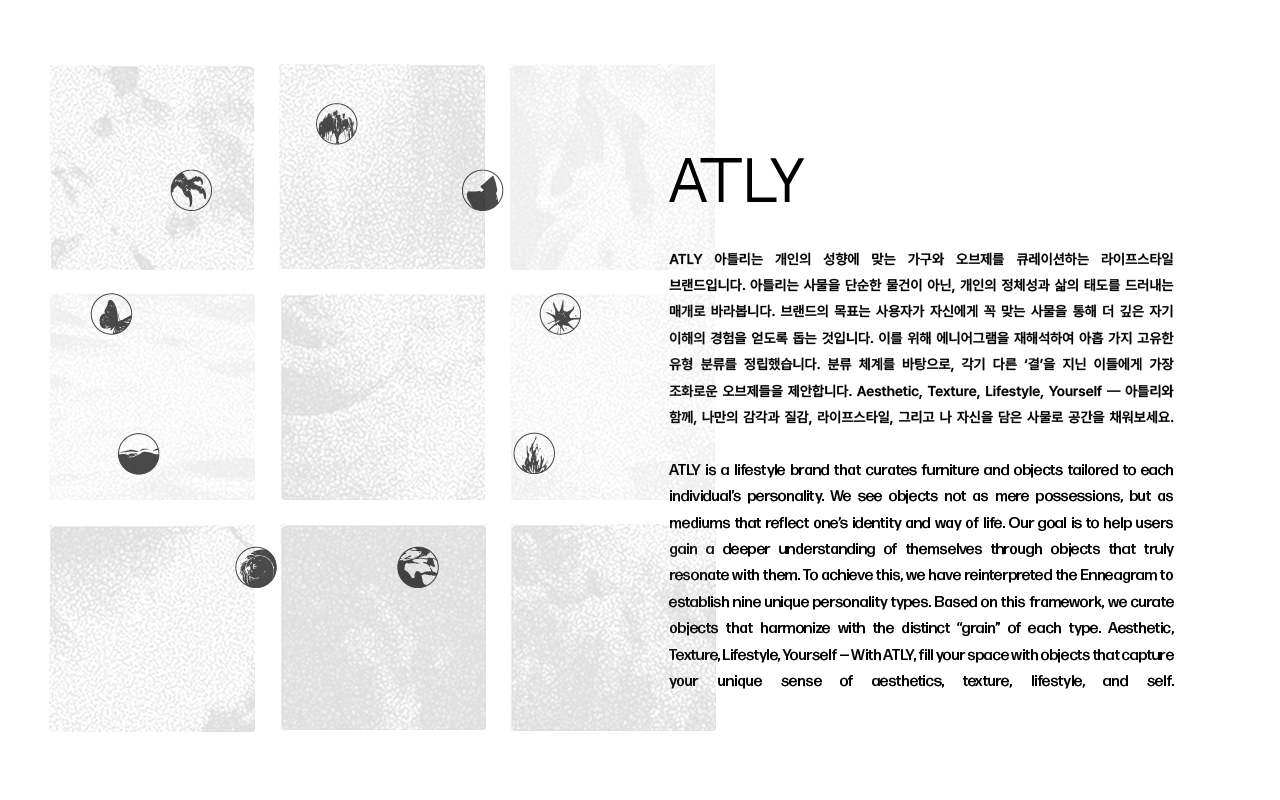 ATLY
ATLY 아틀리는 개인의 성향에 맞는 가구와 오브제를 큐레이션하는 라이프스타일
브랜드입니다. 아틀리는 사물을 단순한 물건이 아닌, 개인의 정체성과 삶의 태도를 드러내는
매개로 바라봅니다. 브랜드의 목표는 사용자가 자신에게 꼭 맞는 사물을 통해 더 깊은 자기
이해의 경험을 얻도록 돕는 것입니다. 이를 위해 에니어그램을 재해석하여 아홉 가지 고유한
유형 분류를 정립했습니다. 분류 체계를 바탕으로, 각기 다른 ‘결’을 지닌 이들에게 가장
조화로운 오브제들을 제안합니다. Aesthetic, Texture, Lifestyle, Yourself — 아틀리와
함께, 나만의 감각과 질감, 라이프스타일, 그리고 나 자신을 담은 사물로 공간을 채워보세요.
ATLY is a lifestyle brand that curates furniture and objects tailored to each
individual’s personality. We see objects not as mere possessions, but as
mediums that reflect one’s identity and way of life. Our goal is to help users
gain a deeper understanding of themselves through objects that truly
resonate with them. To achieve this, we have reinterpreted the Enneagram to
establish nine unique personality types. Based on this framework, we curate
objects that harmonize with the distinct “grain” of each type. Aesthetic,
Texture, Lifestyle, Yourself — With ATLY, fill your space with objects that capture
your unique sense of aesthetics, texture, lifestyle, and self.